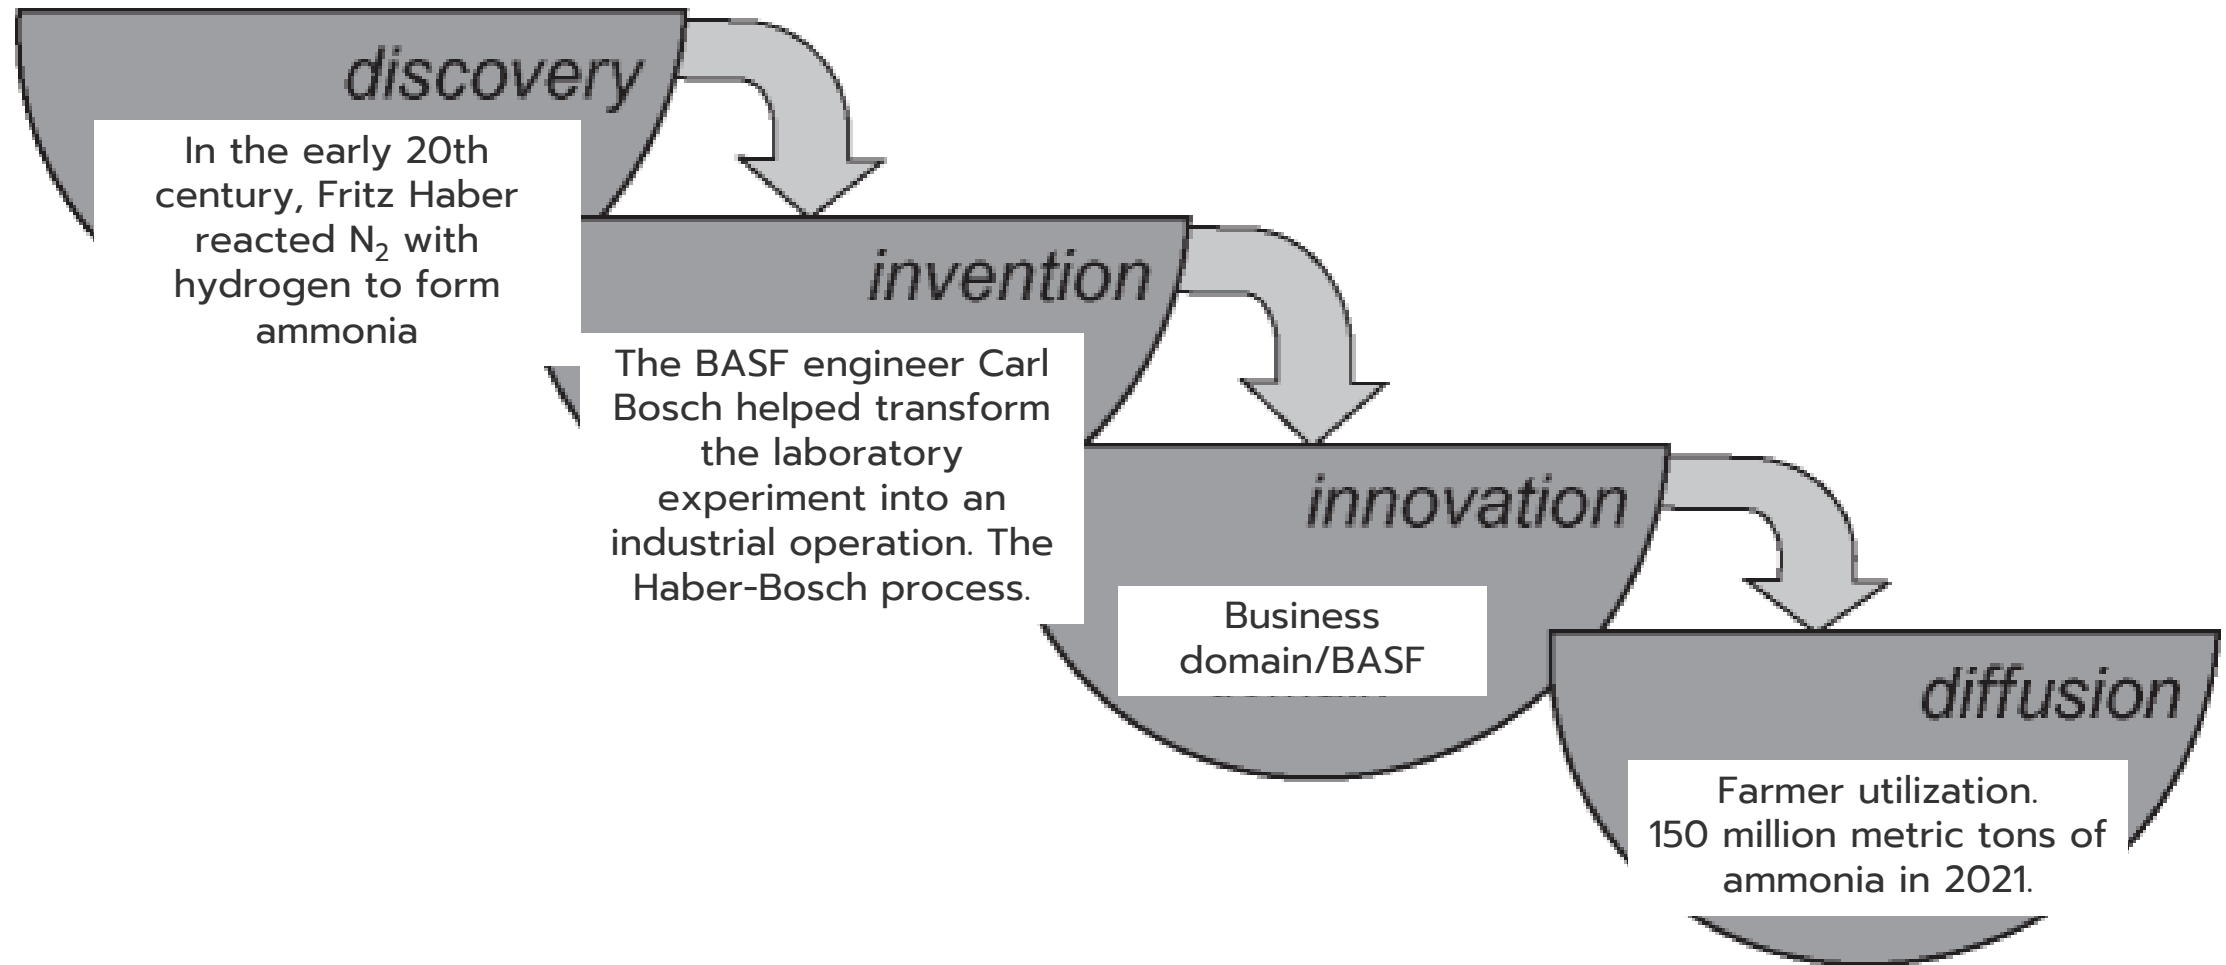 discovery
In the early 20th
century, Fritz Haber
reacted N₂ with
hydrogen to form
ammonia
invention
The BASF engineer Carl
Bosch helped transform
the laboratory
experiment into an
industrial operation. The
Haber-Bosch process.
innovation
Business
domain/BASF
diffusion
Farmer utilization.
150 million metric tons of
ammonia in 2021.